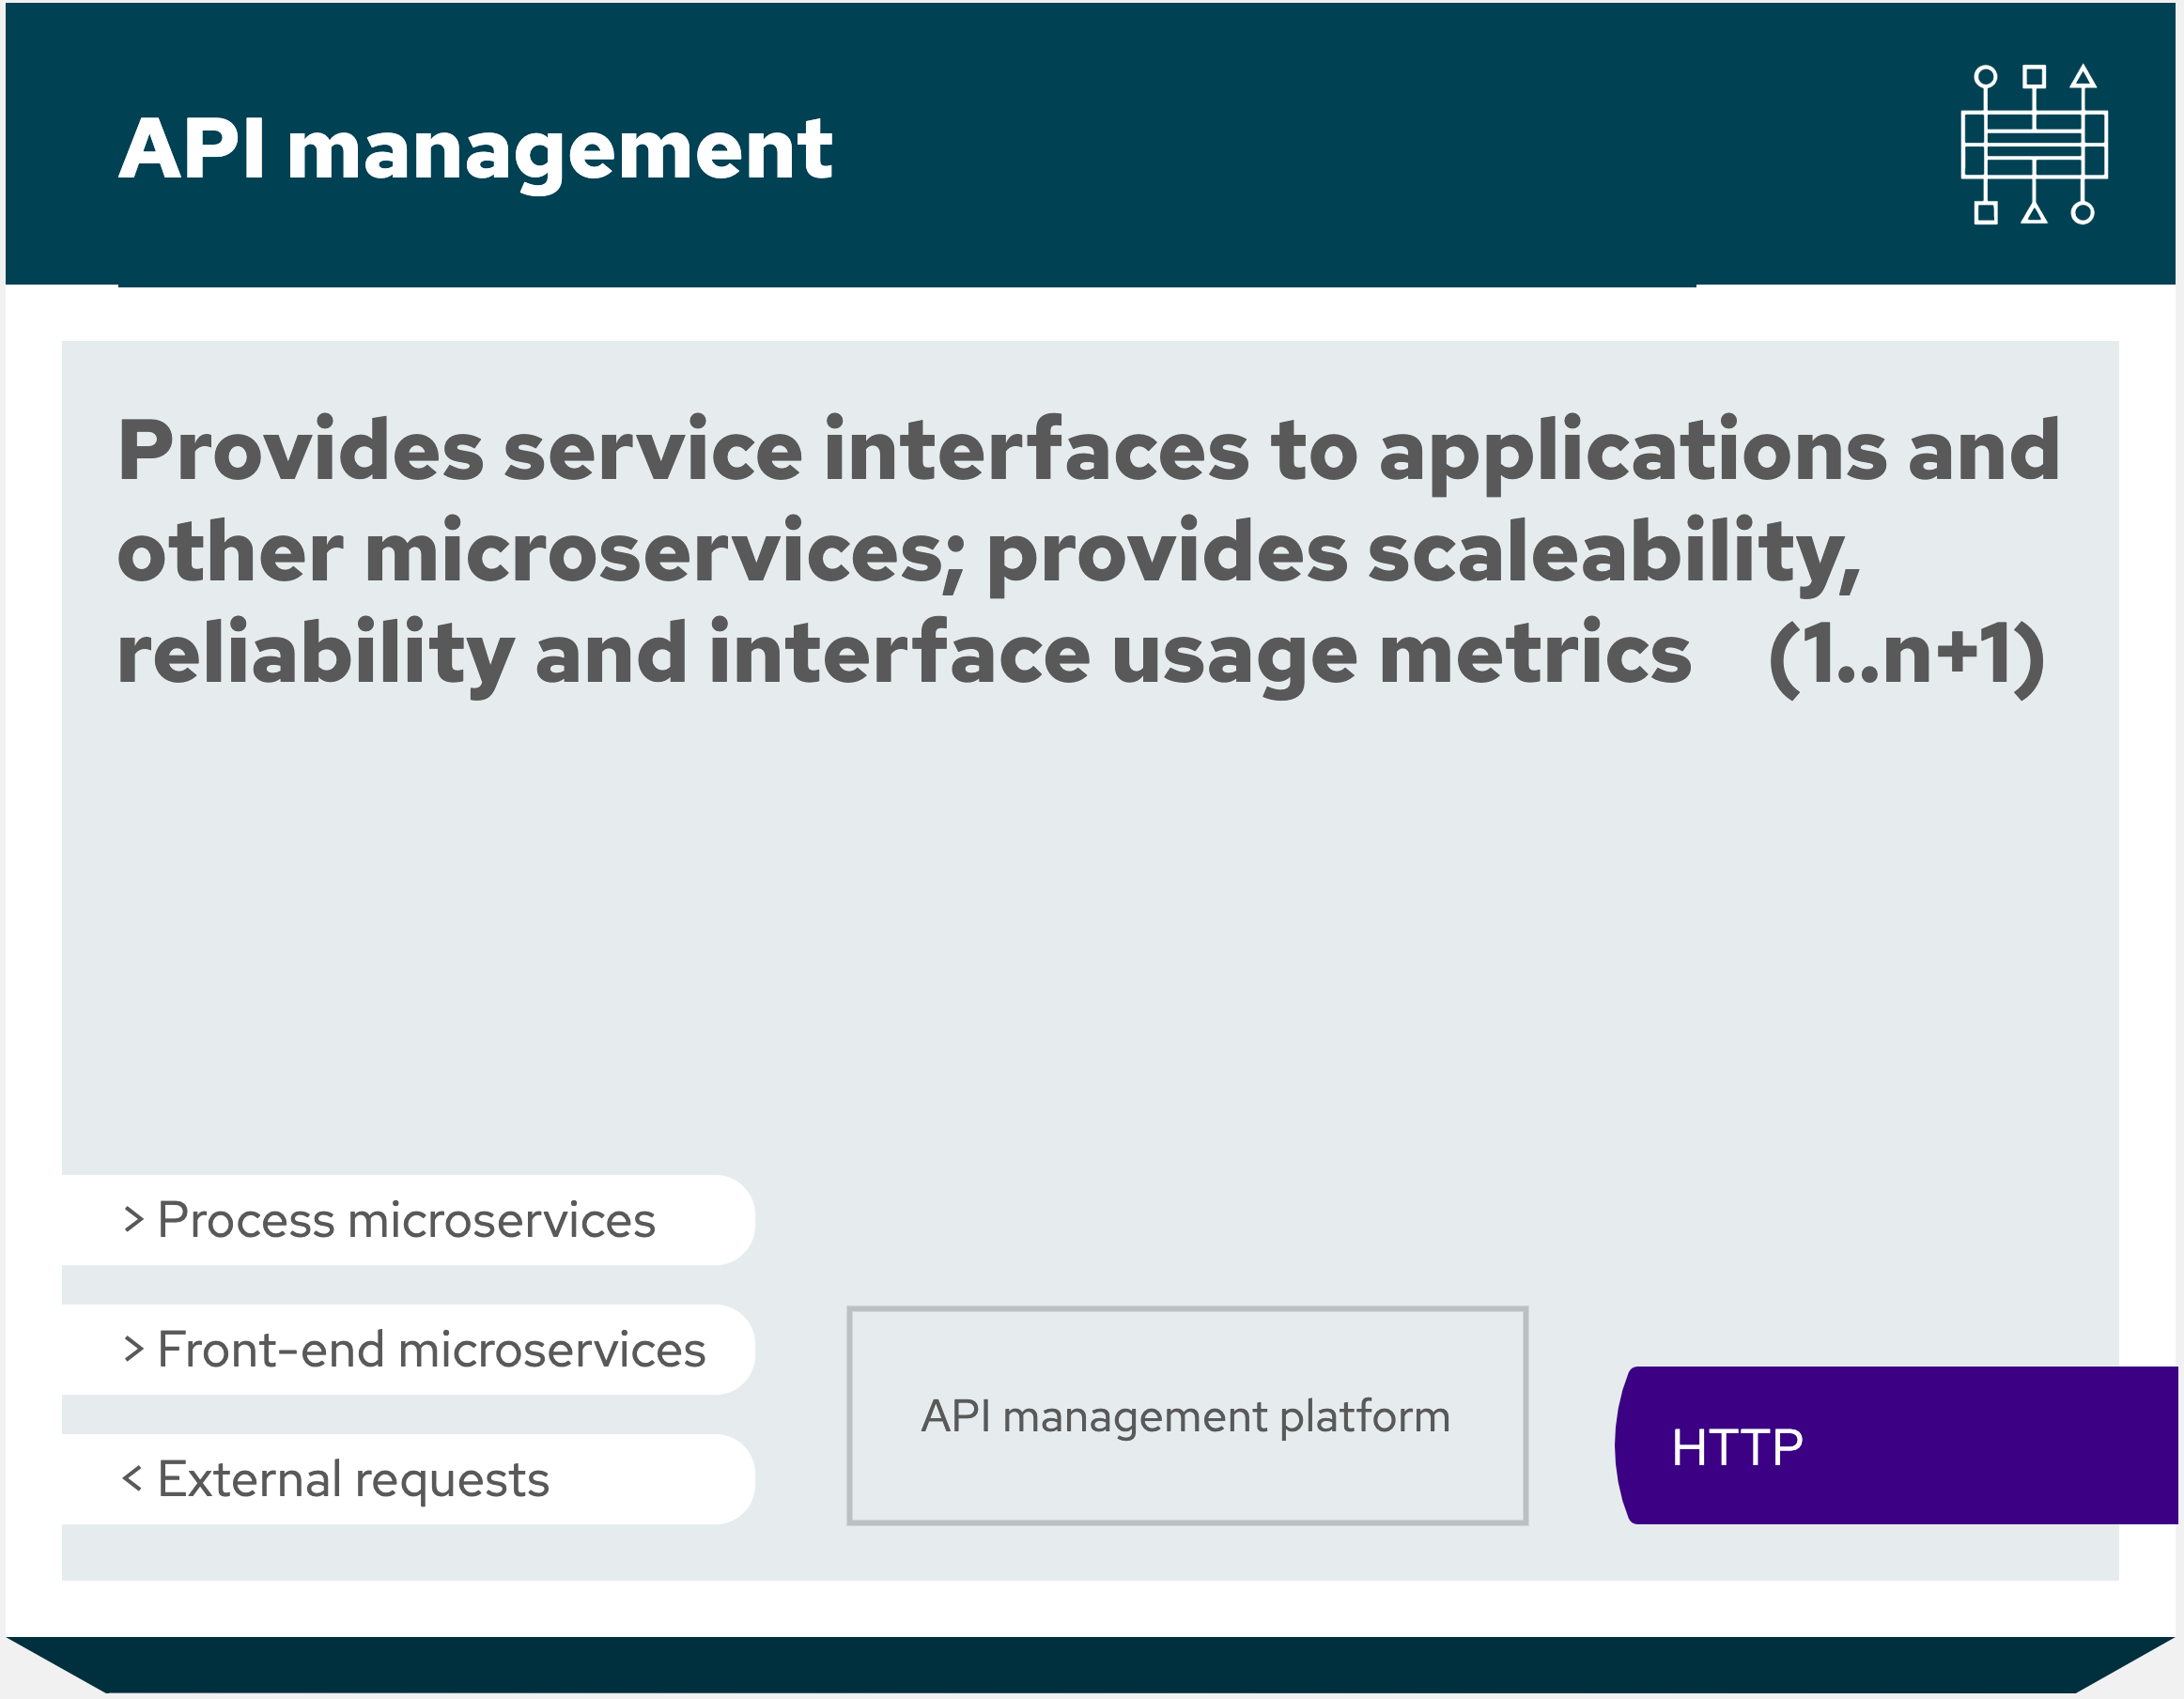 API management
Provides service interfaces to applications and
other microservices; provides scaleability,
reliability and interface usage metrics (1..n+1)
> Process microservices
> Front-end microservices
< External requests
API management platform
HTTP